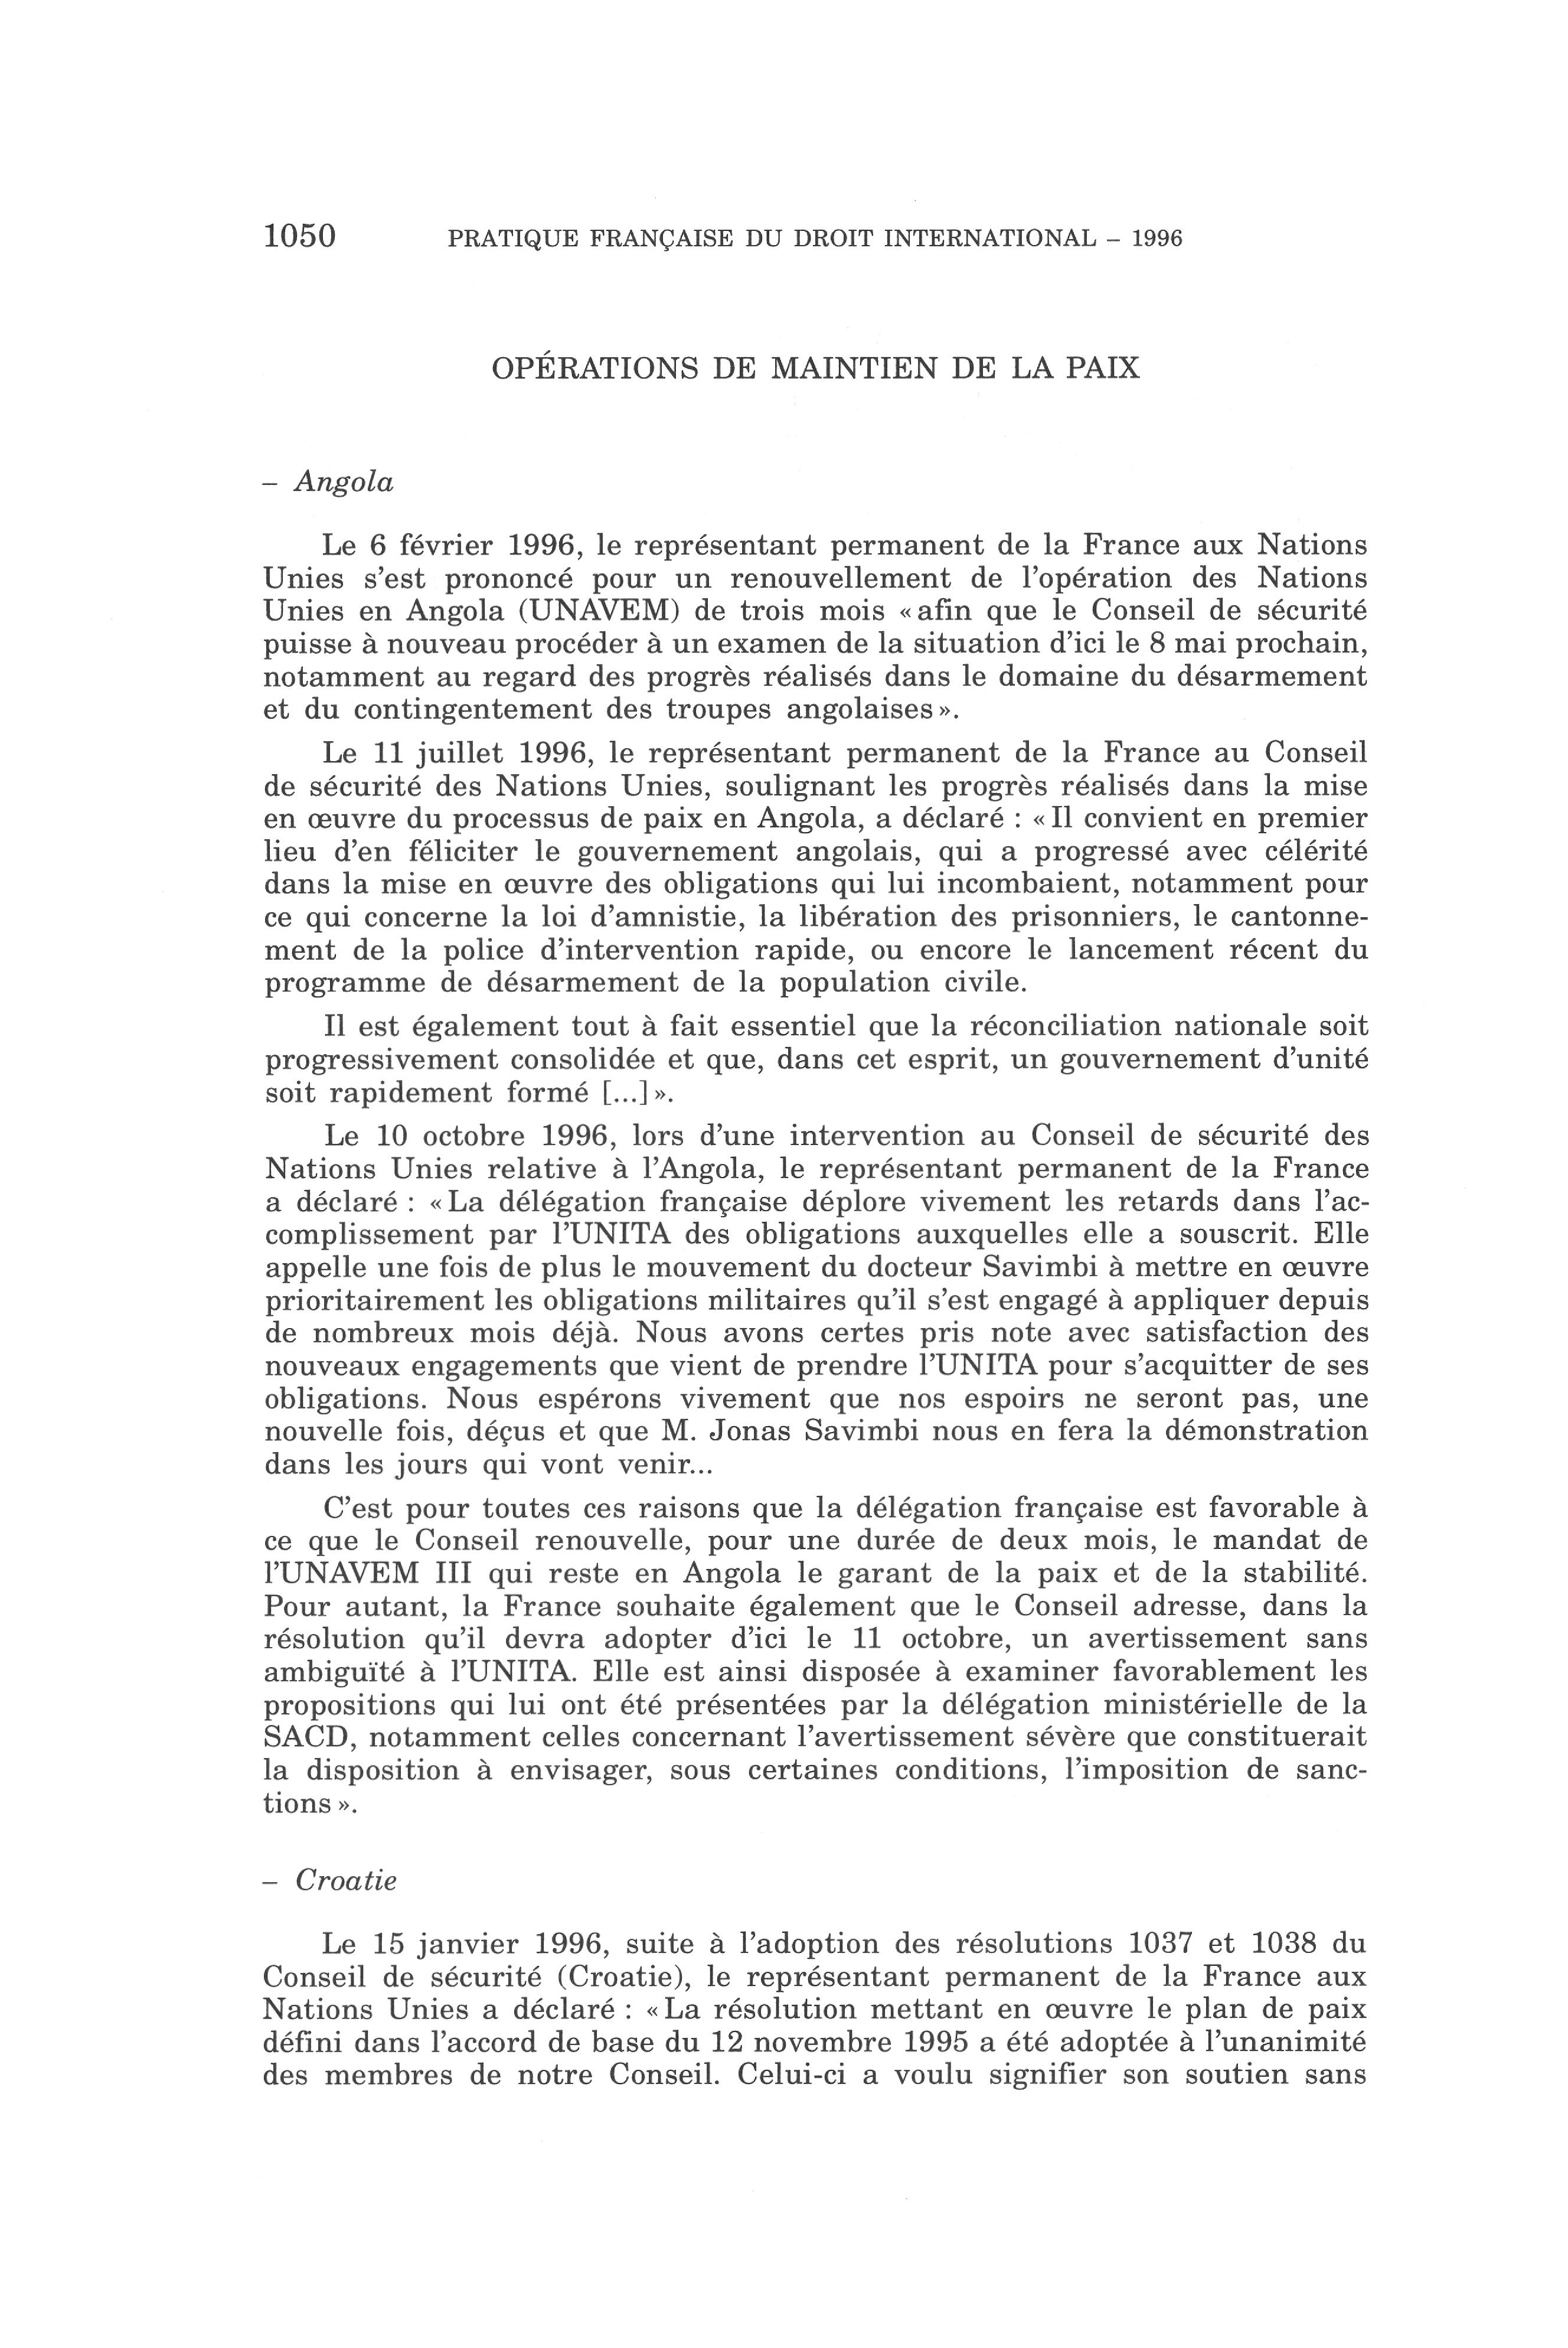 1050 PRATIQUE FRANÇAISE DU DROIT INTERNATIONAL – 1996
OPÉRATIONS DE MAINTIEN DE LA PAIX
– Angola
Le 6 février 1996, le représentant permanent de la France aux Nations
Unies s’est prononcé pour un renouvellement de l’opération des Nations
Unies en Angola (UNAVEM) de trois mois « afin que le Conseil de sécurité
puisse à nouveau procéder à un examen de la situation d’ici le 8 mai prochain,
notamment au regard des progrès réalisés dans le domaine du désarmement
et du contingentement des troupes angolaises ».
Le 11 juillet 1996, le représentant permanent de la France au Conseil
de sécurité des Nations Unies, soulignant les progrès réalisés dans la mise
en œuvre du processus de paix en Angola, a déclaré : « Il convient en premier
lieu d’en féliciter le gouvernement angolais, qui a progressé avec célérité
dans la mise en œuvre des obligations qui lui incombaient, notamment pour
ce qui concerne la loi d’amnistie, la libération des prisonniers, le cantonne-
ment de la police d’intervention rapide, ou encore le lancement récent du
programme de désarmement de la population civile.
Il est également tout à fait essentiel que la réconciliation nationale soit
progressivement consolidée et que, dans cet esprit, un gouvernement d’unité
soit rapidement formé [...] ».
Le 10 octobre 1996, lors d’une intervention au Conseil de sécurité des
Nations Unies relative à l’Angola, le représentant permanent de la France
a déclaré : « La délégation française déplore vivement les retards dans l’ac-
complissement par l’UNITA des obligations auxquelles elle a souscrit. Elle
appelle une fois de plus le mouvement du docteur Savimbi à mettre en œuvre
prioritairement les obligations militaires qu’il s’est engagé à appliquer depuis
de nombreux mois déjà. Nous avons certes pris note avec satisfaction des
nouveaux engagements que vient de prendre l’UNITA pour s’acquitter de ses
obligations. Nous espérons vivement que nos espoirs ne seront pas, une
nouvelle fois, déçus et que M. Jonas Savimbi nous en fera la démonstration
dans les jours qui vont venir...
C’est pour toutes ces raisons que la délégation française est favorable à
ce que le Conseil renouvelle, pour une durée de deux mois, le mandat de
l’UNAVEM III qui reste en Angola le garant de la paix et de la stabilité.
Pour autant, la France souhaite également que le Conseil adresse, dans la
résolution qu’il devra adopter d’ici le 11 octobre, un avertissement sans
ambiguïté à l’UNITA. Elle est ainsi disposée à examiner favorablement les
propositions qui lui ont été présentées par la délégation ministérielle de la
SACD, notamment celles concernant l’avertissement sévère que constituerait
la disposition à envisager, sous certaines conditions, l’imposition de sanc-
tions ».
– Croatie
Le 15 janvier 1996, suite à l’adoption des résolutions 1037 et 1038 du
Conseil de sécurité (Croatie), le représentant permanent de la France aux
Nations Unies a déclaré : « La résolution mettant en œuvre le plan de paix
défini dans l’accord de base du 12 novembre 1995 a été adoptée à l’unanimité
des membres de notre Conseil. Celui-ci a voulu signifier son soutien sans